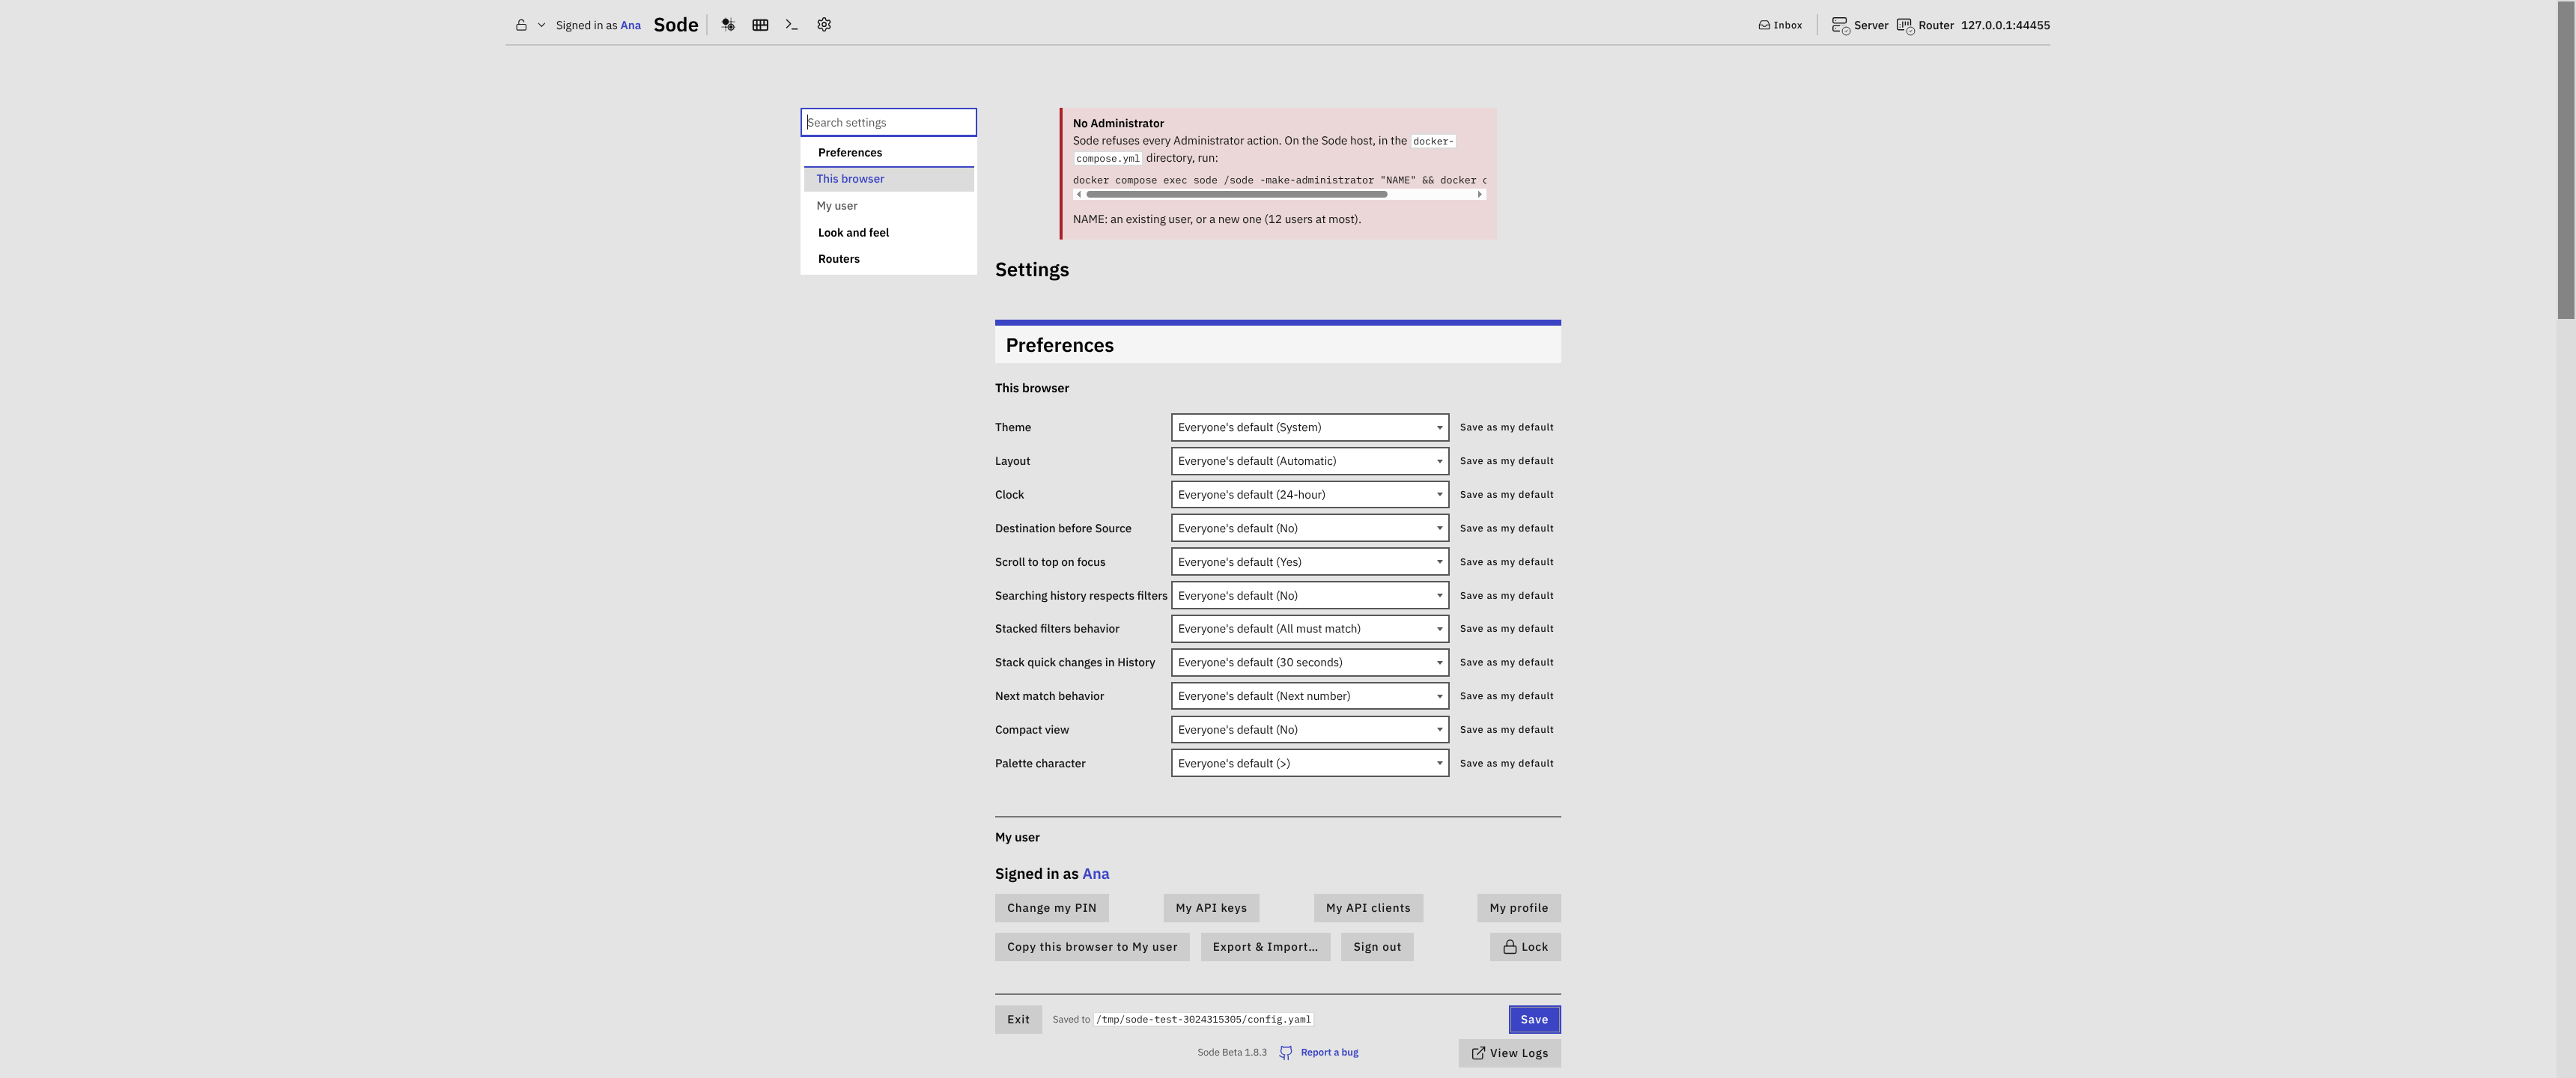 Signed in as Ana
Sode
Inbox
Server
Router
127.0.0.1:44455
Search settings
Preferences
This browser
My user
Look and feel
Routers
No Administrator
Sode refuses every Administrator action. On the Sode host, in the docker-
compose.yml directory, run:
docker compose exec sode /sode -make-administrator "NAME" && docker c
NAME: an existing user, or a new one (12 users at most).
Settings
Preferences
This browser
Theme Everyone's default (System) Save as my default
Layout Everyone's default (Automatic) Save as my default
Clock Everyone's default (24-hour) Save as my default
Destination before Source Everyone's default (No) Save as my default
Scroll to top on focus Everyone's default (Yes) Save as my default
Searching history respects filters Everyone's default (No) Save as my default
Stacked filters behavior Everyone's default (All must match) Save as my default
Stack quick changes in History Everyone's default (30 seconds) Save as my default
Next match behavior Everyone's default (Next number) Save as my default
Compact view Everyone's default (No) Save as my default
Palette character Everyone's default (>) Save as my default
My user
Signed in as Ana
Change my PIN My API keys My API clients My profile
Copy this browser to My user Export & Import... Sign out Lock
Exit Saved to /tmp/sode-test-3024315305/config.yaml Save
Sode Beta 1.8.3 Report a bug View Logs